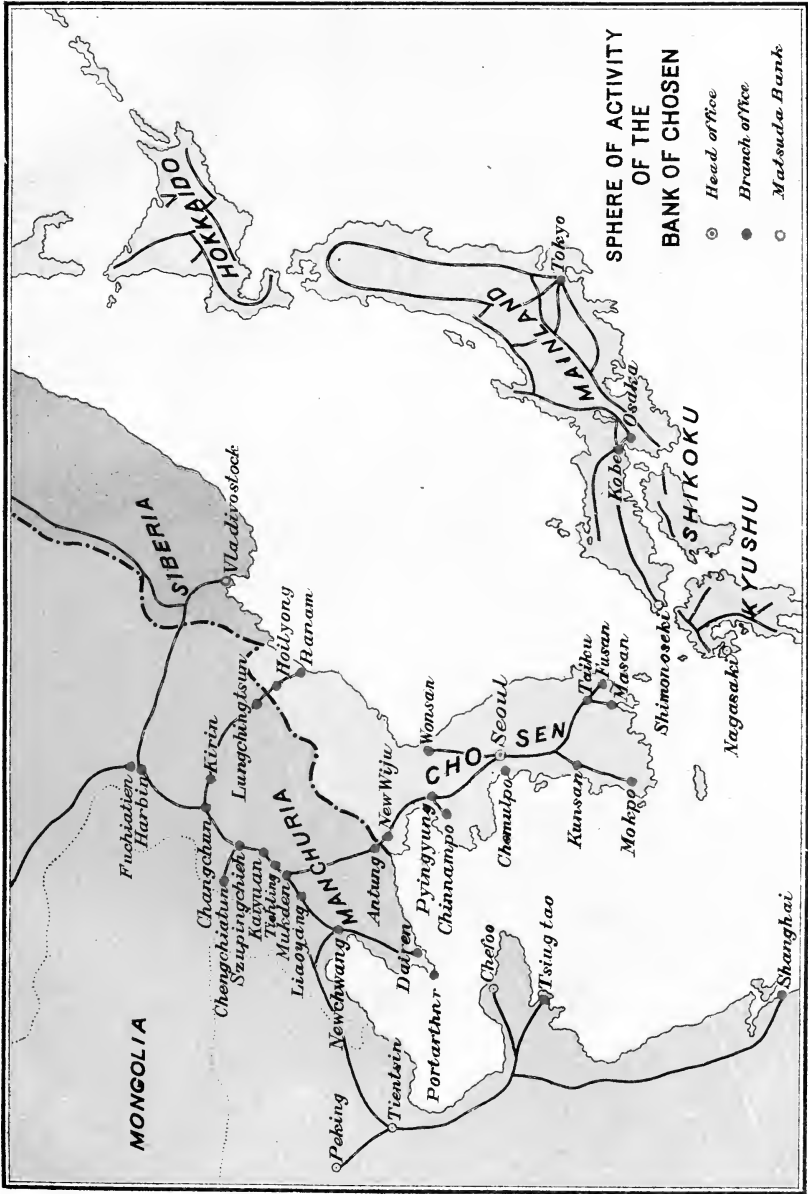 SPHERE OF ACTIVITY
OF THE
BANK OF CHOSEN
Head office
Branch office
Matsuda Bank
MONGOLIA
SIBERIA
MANCHURIA
CHOSEN
HOKKAIDO
MAINLAND
SHIKOKU
KYUSHU
Fuchiatien
Harbin
Changchun
Kirin
Chengchiatun
Szupingchieh
Kaiyuan
Tiehling
Mukden
Liaoyang
Newchwang
Antung
New Wiju
Dairen
Portarthur
Lungchingtsun
Hoilyong
Ranam
Vladivostock
Peking
Tientsin
Chefoo
Tsiugtao
Shanghai
Wonsan
Seoul
Pyingyung
Chinnampo
Chemulpo
Kunsan
Mokpo
Taiku
Fusan
Masan
Shimonoseki
Nagasaki
Kobe
Osaka
Tokyo